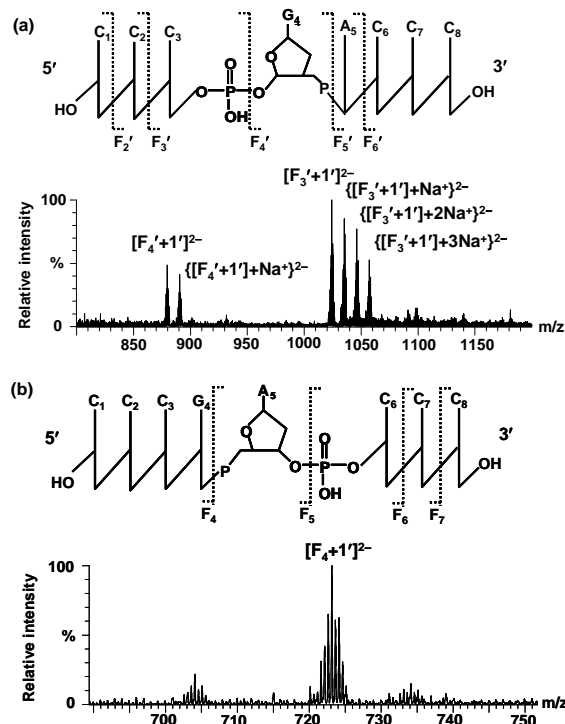 (a)
C₁ C₂ C₃ G₄ A₅ C₆ C₇ C₈
5′ O O 3′
HO O P O P OH
OH
F₂′ F₃′ F₄′ F₅′ F₆′
[F₃′+1′]²⁻
{[F₃′+1′]+Na⁺}²⁻
{[F₃′+1′]+2Na⁺}²⁻
{[F₃′+1′]+3Na⁺}²⁻
[F₄′+1′]²⁻
{[F₄′+1′]+Na⁺}²⁻
Relative intensity
100
%
0
850 900 950 1000 1050 1100 1150 m/z
(b)
C₁ C₂ C₃ G₄ A₅ C₆ C₇ C₈
5′ O O 3′
HO P O P O OH
OH
F₄ F₅ F₆ F₇
[F₄+1′]²⁻
Relative intensity
100
%
0
700 710 720 730 740 750 m/z